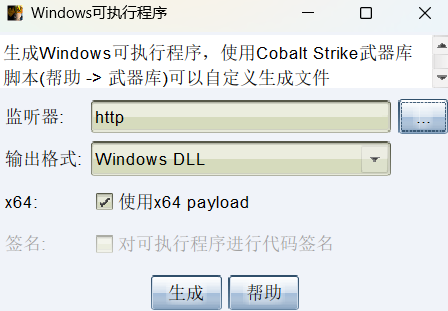 Windows可执行程序
生成Windows可执行程序，使用Cobalt Strike武器库
脚本(帮助 -> 武器库)可以自定义生成文件
监听器: http ...
输出格式: Windows DLL
x64: 使用x64 payload
签名: 对可执行程序进行代码签名
生成 帮助